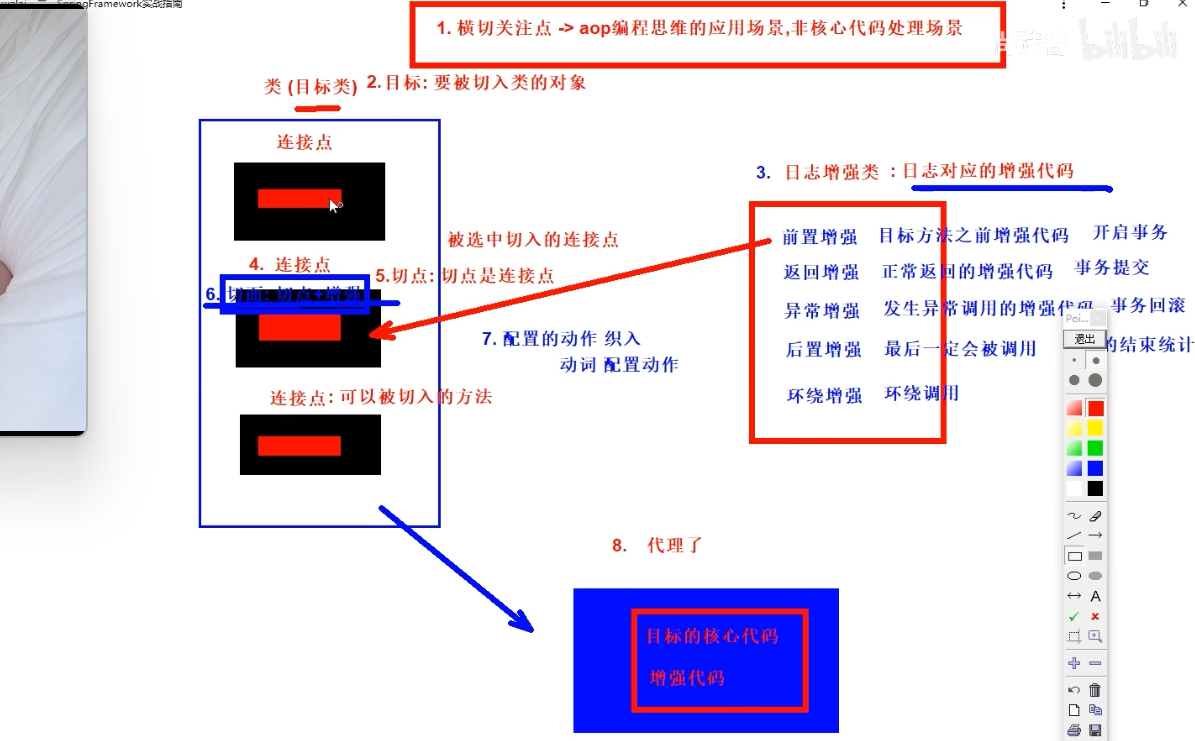 SpringFramework实战指南
bilibili
1. 横切关注点 -> aop编程思维的应用场景,非核心代码处理场景
类 (目标类)
2.目标: 要被切入类的对象
连接点
3. 日志增强类 : 日志对应的增强代码
前置增强 目标方法之前增强代码 开启事务
被选中切入的连接点
4. 连接点
5.切点: 切点是连接点
返回增强 正常返回的增强代码 事务提交
6. 切面: 切点+增强
异常增强 发生异常调用的增强代码 事务回滚
7. 配置的动作 织入
动词 配置动作
后置增强 最后一定会被调用 的结束统计
环绕增强 环绕调用
连接点: 可以被切入的方法
8. 代理了
目标的核心代码
增强代码
Poi...
退出
A